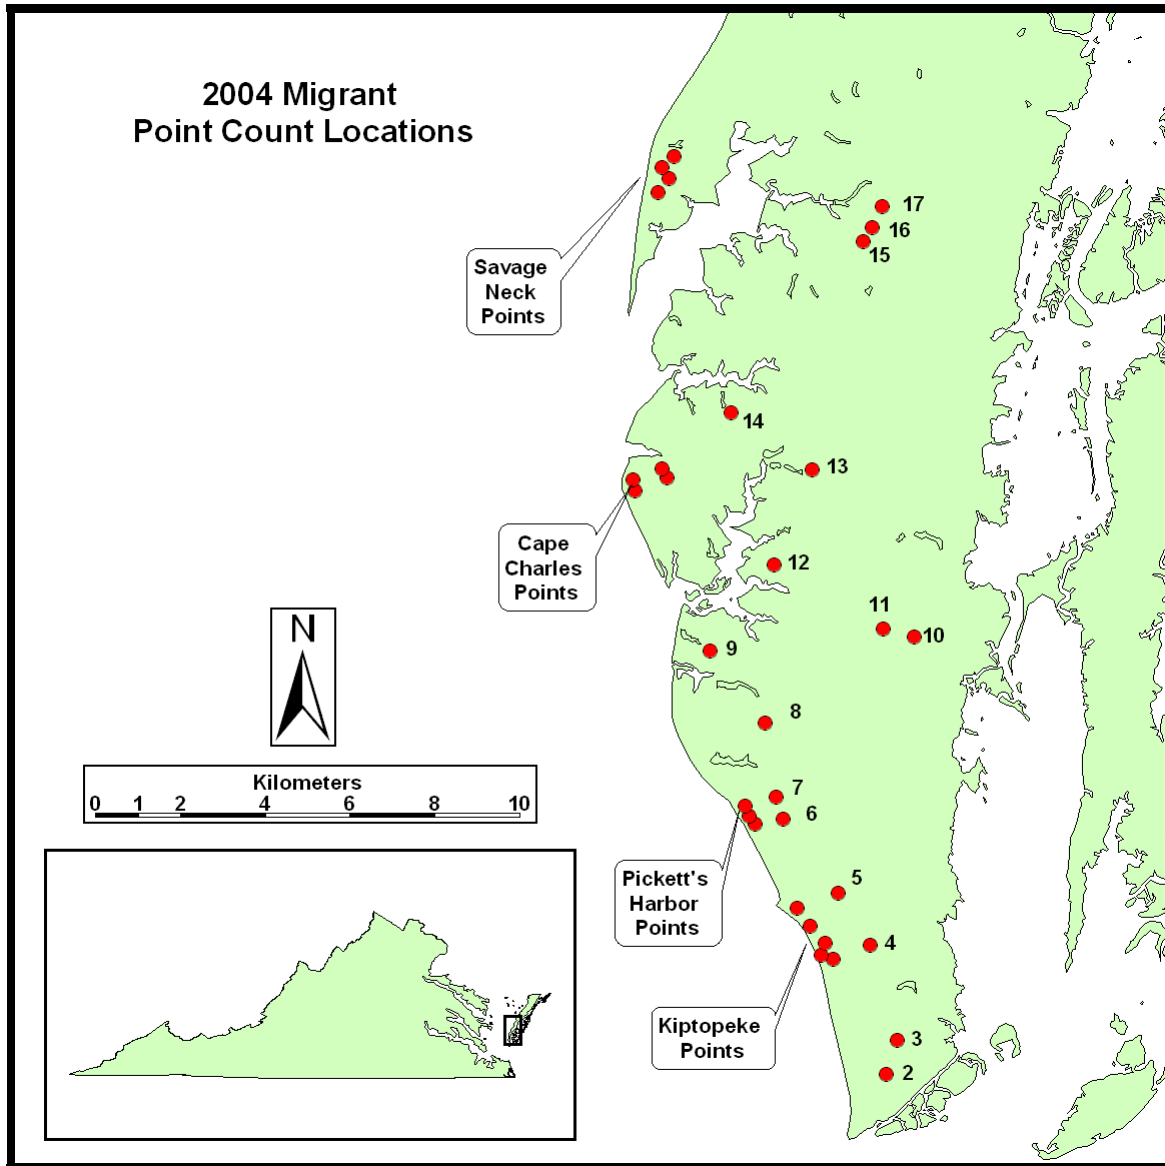 2004 Migrant
Point Count Locations
17
16
15
Savage
Neck
Points
14
13
Cape
Charles
Points
12
11
10
9
N
8
Kilometers
0 1 2 4 6 8 10
7
6
Pickett's
Harbor
Points
5
4
Kiptopeke
Points
3
2